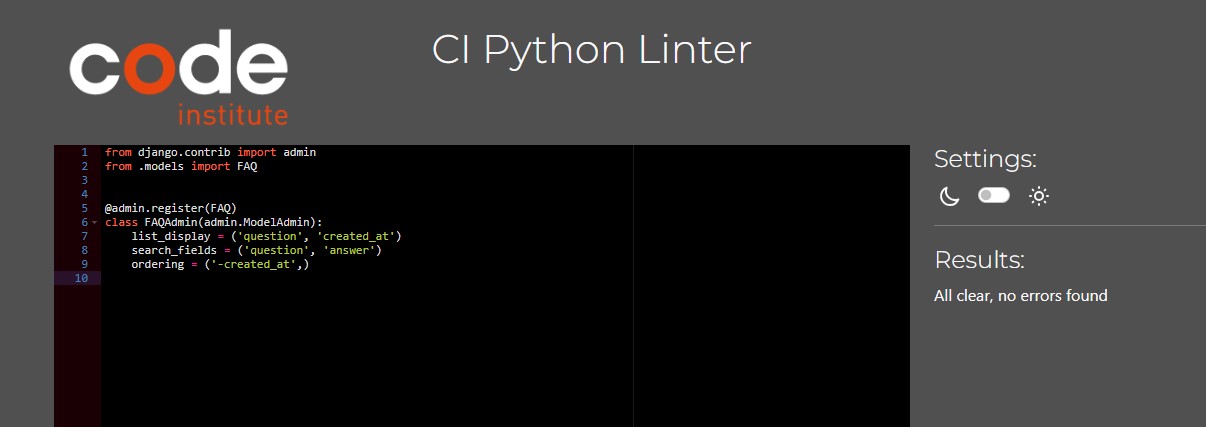 code
institute
CI Python Linter
1 from django.contrib import admin
2 from .models import FAQ
3
4
5 @admin.register(FAQ)
6 class FAQAdmin(admin.ModelAdmin):
7     list_display = ('question', 'created_at')
8     search_fields = ('question', 'answer')
9     ordering = ('-created_at',)
10
Settings:
Results:
All clear, no errors found